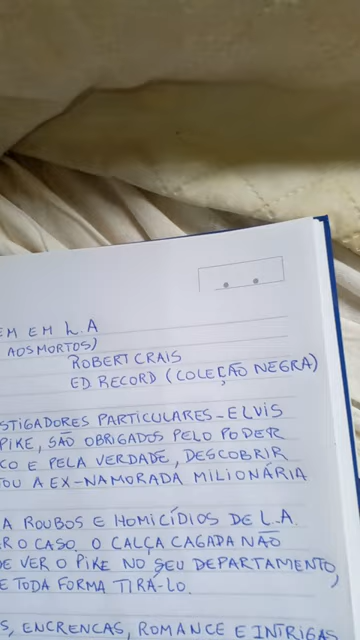 EM EM L.A
AOS MORTOS)
ROBERT CRAIS
ED. RECORD (COLEÇÃO NEGRA)
STIGADORES PARTICULARES - ELVIS
PIKE, SÃO OBRIGADOS PELO PODER
CO E PELA VERDADE, DESCOBRIR
TOU A EX-NAMORADA MILIONÁRIA
A ROUBOS E HOMICÍDIOS DE L.A.
R O CASO. O CALÇA CAGADA NÃO
DE VER O PIKE NO SEU DEPARTAMENTO,
E TODA FORMA TIRÁ-LO.
S, ENCRENCAS, ROMANCE E INTRIGAS